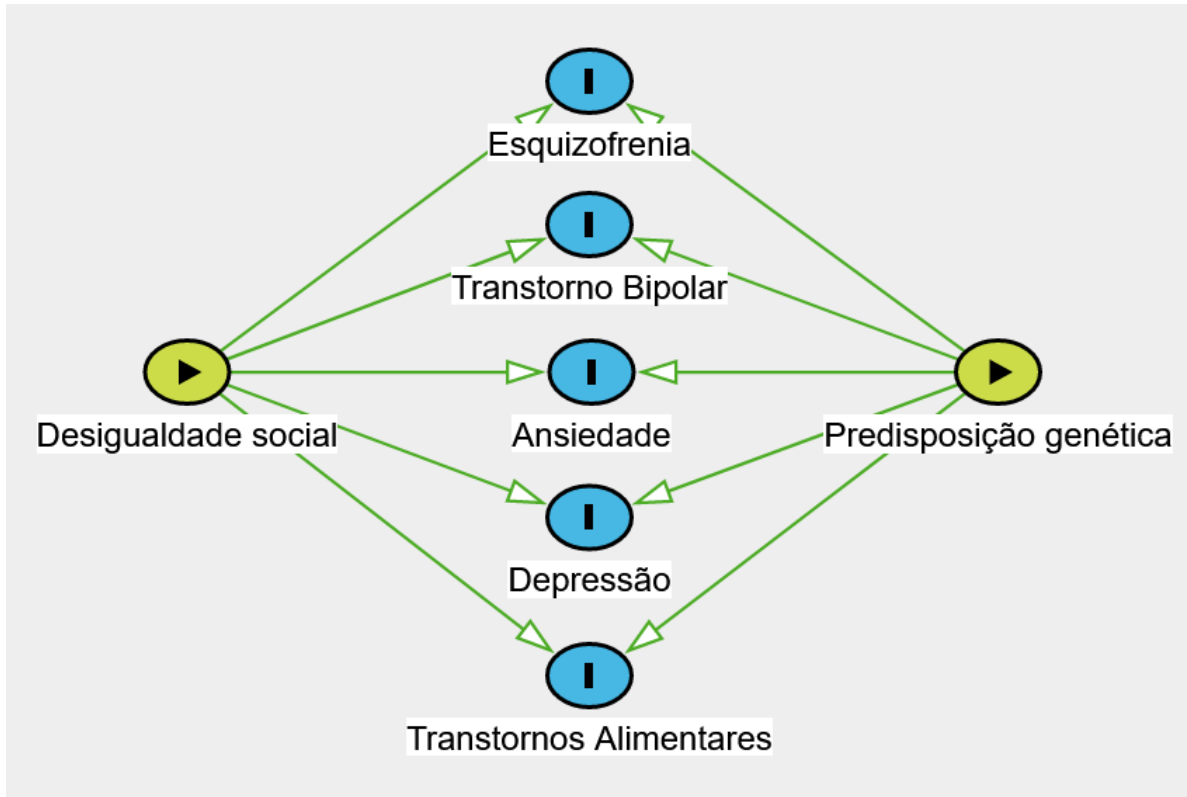 Esquizofrenia
Transtorno Bipolar
Desigualdade social
Ansiedade
Predisposição genética
Depressão
Transtornos Alimentares